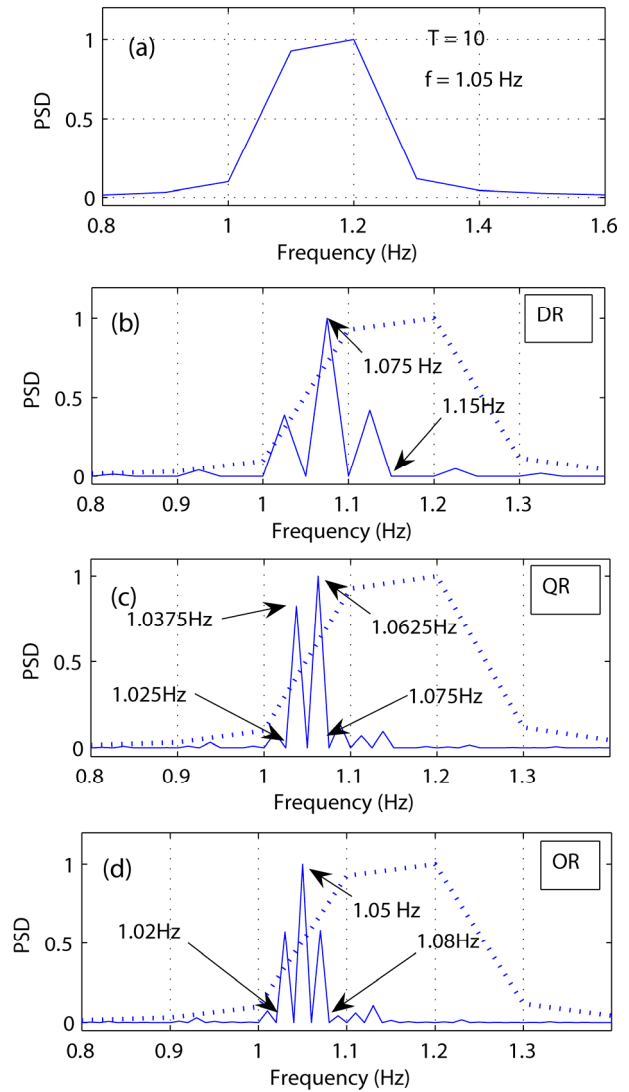 (a)
T = 10
f = 1.05 Hz
PSD
1
0.5
0
0.8 1 1.2 1.4 1.6
Frequency (Hz)
(b)
DR
1.075 Hz
1.15Hz
PSD
1
0.5
0
0.8 0.9 1 1.1 1.2 1.3
Frequency (Hz)
(c)
QR
1.0375Hz
1.0625Hz
1.025Hz
1.075Hz
PSD
1
0.5
0
0.8 0.9 1 1.1 1.2 1.3
Frequency (Hz)
(d)
OR
1.05 Hz
1.02Hz
1.08Hz
PSD
1
0.5
0
0.8 0.9 1 1.1 1.2 1.3
Frequency (Hz)